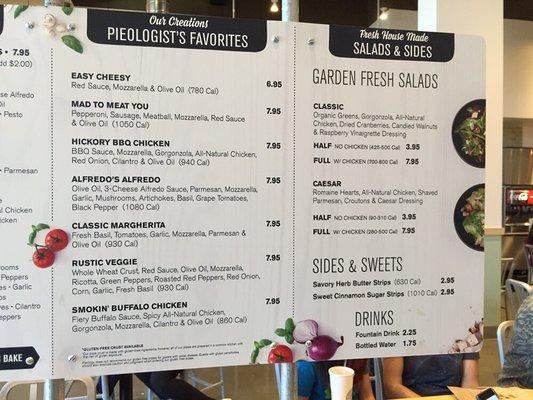 7.95
add $2.00)
Alfredo
Pesto
Parmesan
Chicken
and Chicken
rooms
Peppers
Garlic
Cilantro
Peppers
BAKE
Our Creations
PIEOLOGIST'S FAVORITES
EASY CHEESY 6.95
Red Sauce, Mozzarella & Olive Oil (780 Cal)
MAD TO MEAT YOU 7.95
Pepperoni, Sausage, Meatball, Mozzarella, Red Sauce
& Olive Oil (1050 Cal)
HICKORY BBQ CHICKEN 7.95
BBQ Sauce, Mozzarella, Gorgonzola, All-Natural Chicken,
Red Onion, Cilantro & Olive Oil (940 Cal)
ALFREDO'S ALFREDO 7.95
Olive Oil, 3-Cheese Alfredo Sauce, Parmesan, Mozzarella,
Garlic, Mushrooms, Artichokes, Basil, Grape Tomatoes,
Black Pepper (1080 Cal)
CLASSIC MARGHERITA 7.95
Fresh Basil, Tomatoes, Garlic, Mozzarella, Parmesan &
Olive Oil (930 Cal)
RUSTIC VEGGIE 7.95
Whole Wheat Crust, Red Sauce, Olive Oil, Mozzarella,
Ricotta, Green Peppers, Roasted Red Peppers, Red Onion,
Corn, Garlic, Fresh Basil (930 Cal)
SMOKIN' BUFFALO CHICKEN 7.95
Fiery Buffalo Sauce, Spicy All-Natural Chicken,
Gorgonzola, Mozzarella, Cilantro & Olive Oil (860 Cal)
*GLUTEN-FREE CRUST AVAILABLE
Fresh House Made
SALADS & SIDES
GARDEN FRESH SALADS
CLASSIC
Organic Greens, Gorgonzola, All-Natural
Chicken, Dried Cranberries, Candied Walnuts
& Raspberry Vinaigrette Dressing
HALF NO CHICKEN (425-500 Cal) 3.95
FULL W/ CHICKEN (700-800 Cal) 7.95
CAESAR
Romaine Hearts, All-Natural Chicken, Shaved
Parmesan, Croutons & Caesar Dressing
HALF NO CHICKEN (90-310 Cal) 3.95
FULL W/ CHICKEN (280-500 Cal) 7.95
SIDES & SWEETS
Savory Herb Butter Strips (630 Cal) 2.95
Sweet Cinnamon Sugar Strips (1010 Cal) 2.95
DRINKS
Fountain Drink 2.25
Bottled Water 1.75